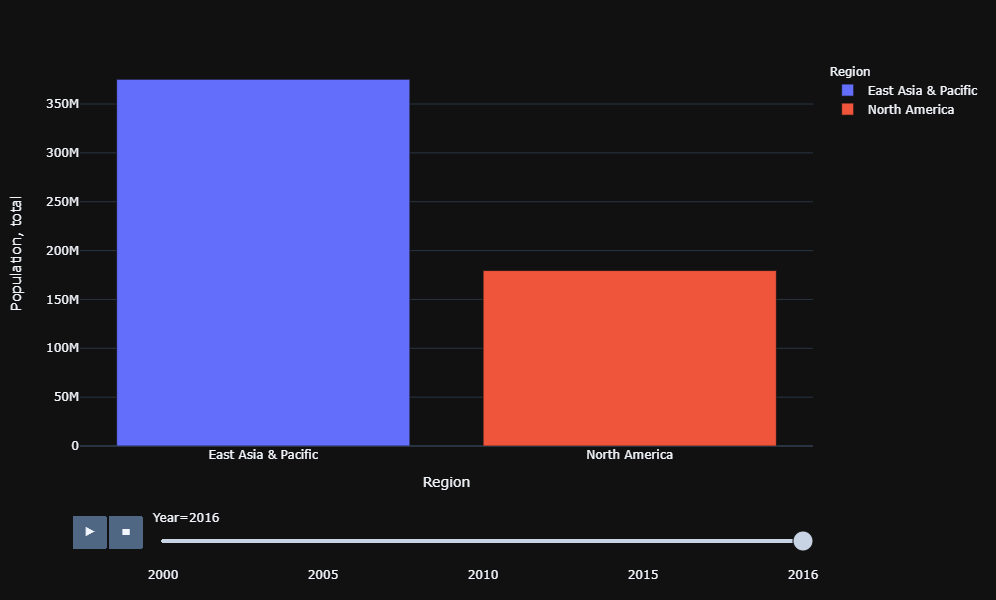 Region
East Asia & Pacific
North America
350M
300M
250M
200M
150M
100M
50M
0
Population, total
East Asia & Pacific
North America
Region
Year=2016
2000
2005
2010
2015
2016